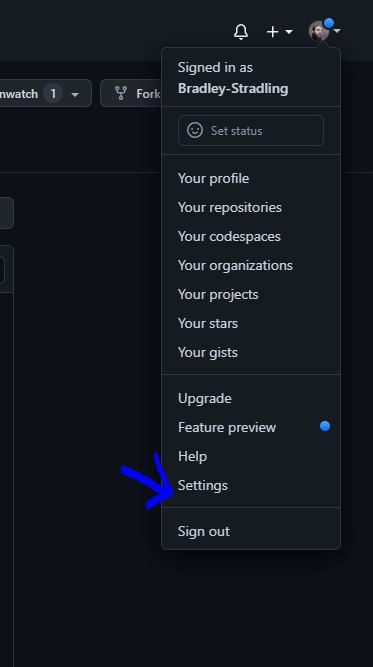 nwatch 1
Fork
Signed in as
Bradley-Stradling
Set status
Your profile
Your repositories
Your codespaces
Your organizations
Your projects
Your stars
Your gists
Upgrade
Feature preview
Help
Settings
Sign out